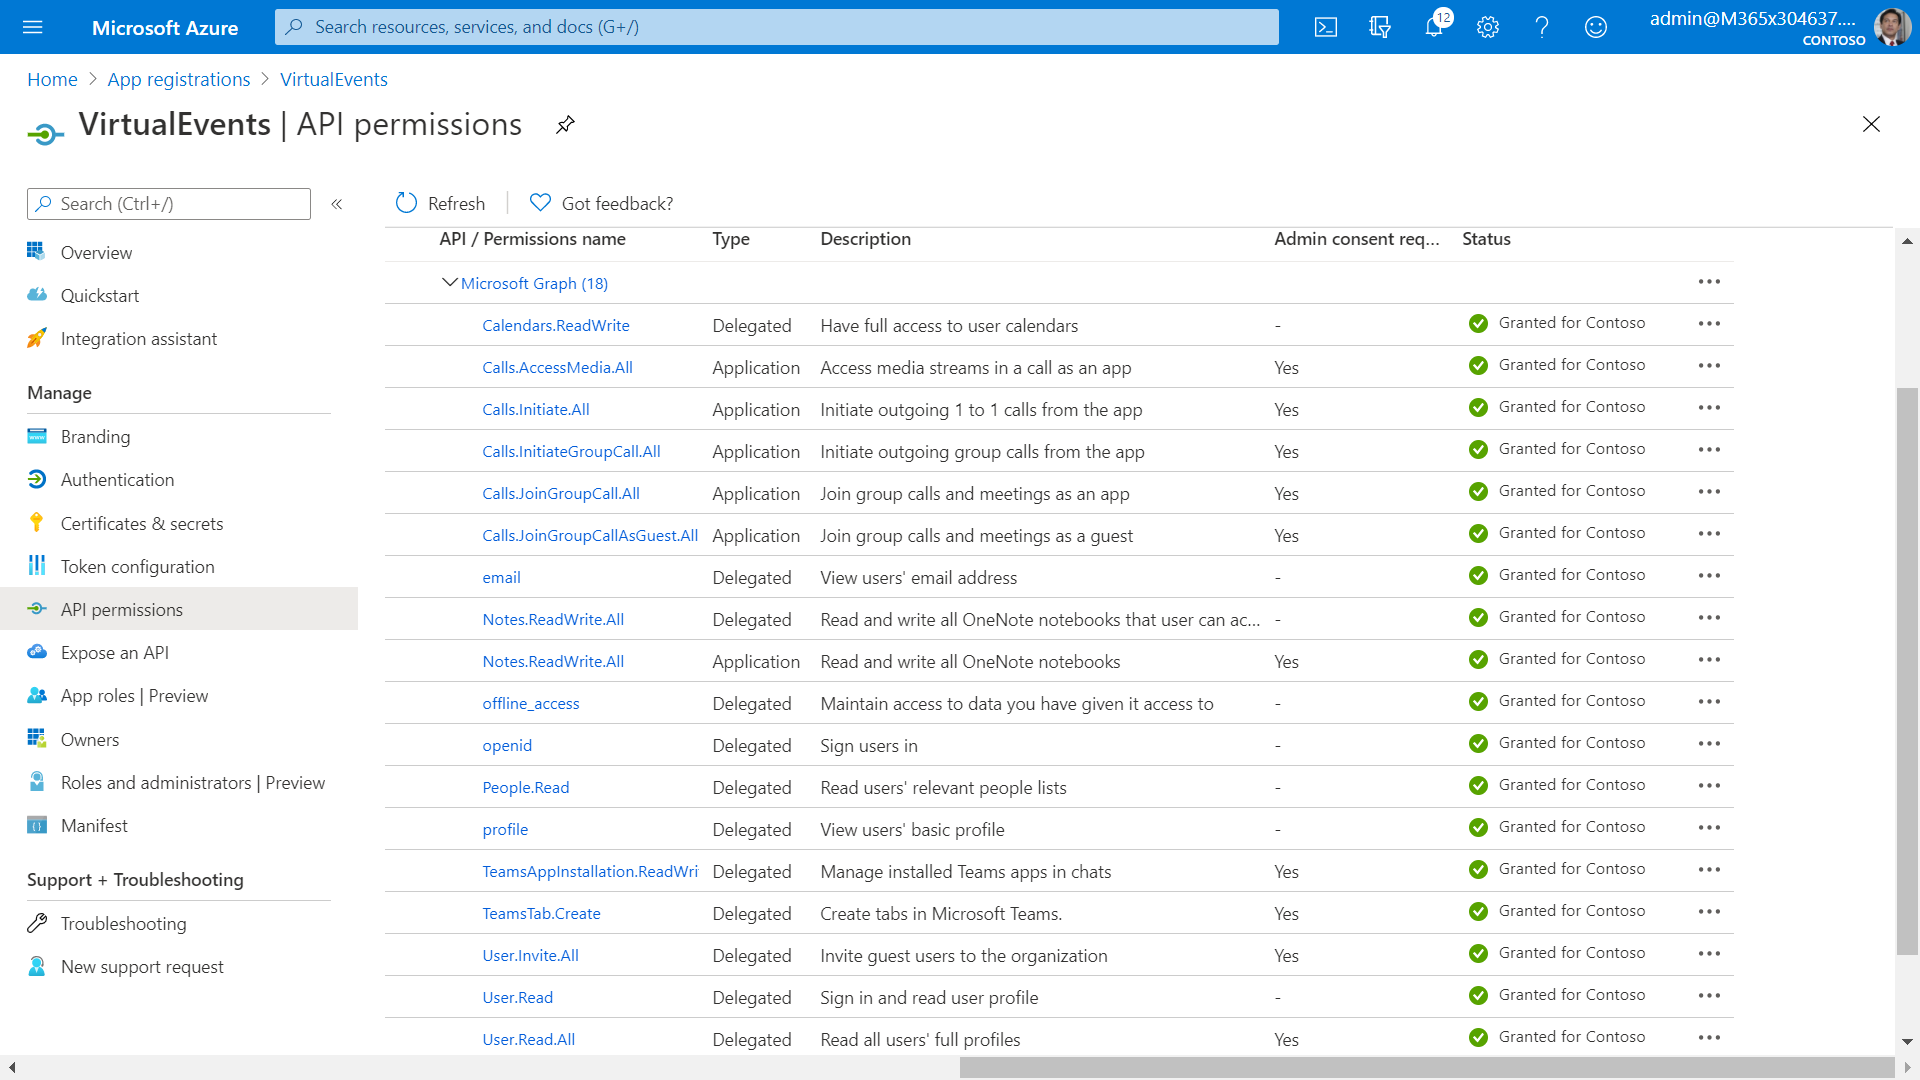 Microsoft Azure
Search resources, services, and docs (G+/)
12
admin@M365x304637....
CONTOSO
Home > App registrations > VirtualEvents
VirtualEvents | API permissions
Search (Ctrl+/)
«
Refresh
Got feedback?
Overview
Quickstart
Integration assistant
Manage
Branding
Authentication
Certificates & secrets
Token configuration
API permissions
Expose an API
App roles | Preview
Owners
Roles and administrators | Preview
Manifest
Support + Troubleshooting
Troubleshooting
New support request
API / Permissions name Type Description Admin consent req... Status
Microsoft Graph (18)
Calendars.ReadWrite Delegated Have full access to user calendars - Granted for Contoso
Calls.AccessMedia.All Application Access media streams in a call as an app Yes Granted for Contoso
Calls.Initiate.All Application Initiate outgoing 1 to 1 calls from the app Yes Granted for Contoso
Calls.InitiateGroupCall.All Application Initiate outgoing group calls from the app Yes Granted for Contoso
Calls.JoinGroupCall.All Application Join group calls and meetings as an app Yes Granted for Contoso
Calls.JoinGroupCallAsGuest.All Application Join group calls and meetings as a guest Yes Granted for Contoso
email Delegated View users' email address - Granted for Contoso
Notes.ReadWrite.All Delegated Read and write all OneNote notebooks that user can ac... - Granted for Contoso
Notes.ReadWrite.All Application Read and write all OneNote notebooks Yes Granted for Contoso
offline_access Delegated Maintain access to data you have given it access to - Granted for Contoso
openid Delegated Sign users in - Granted for Contoso
People.Read Delegated Read users' relevant people lists - Granted for Contoso
profile Delegated View users' basic profile - Granted for Contoso
TeamsAppInstallation.ReadWri Delegated Manage installed Teams apps in chats Yes Granted for Contoso
TeamsTab.Create Delegated Create tabs in Microsoft Teams. Yes Granted for Contoso
User.Invite.All Delegated Invite guest users to the organization Yes Granted for Contoso
User.Read Delegated Sign in and read user profile - Granted for Contoso
User.Read.All Delegated Read all users' full profiles Yes Granted for Contoso